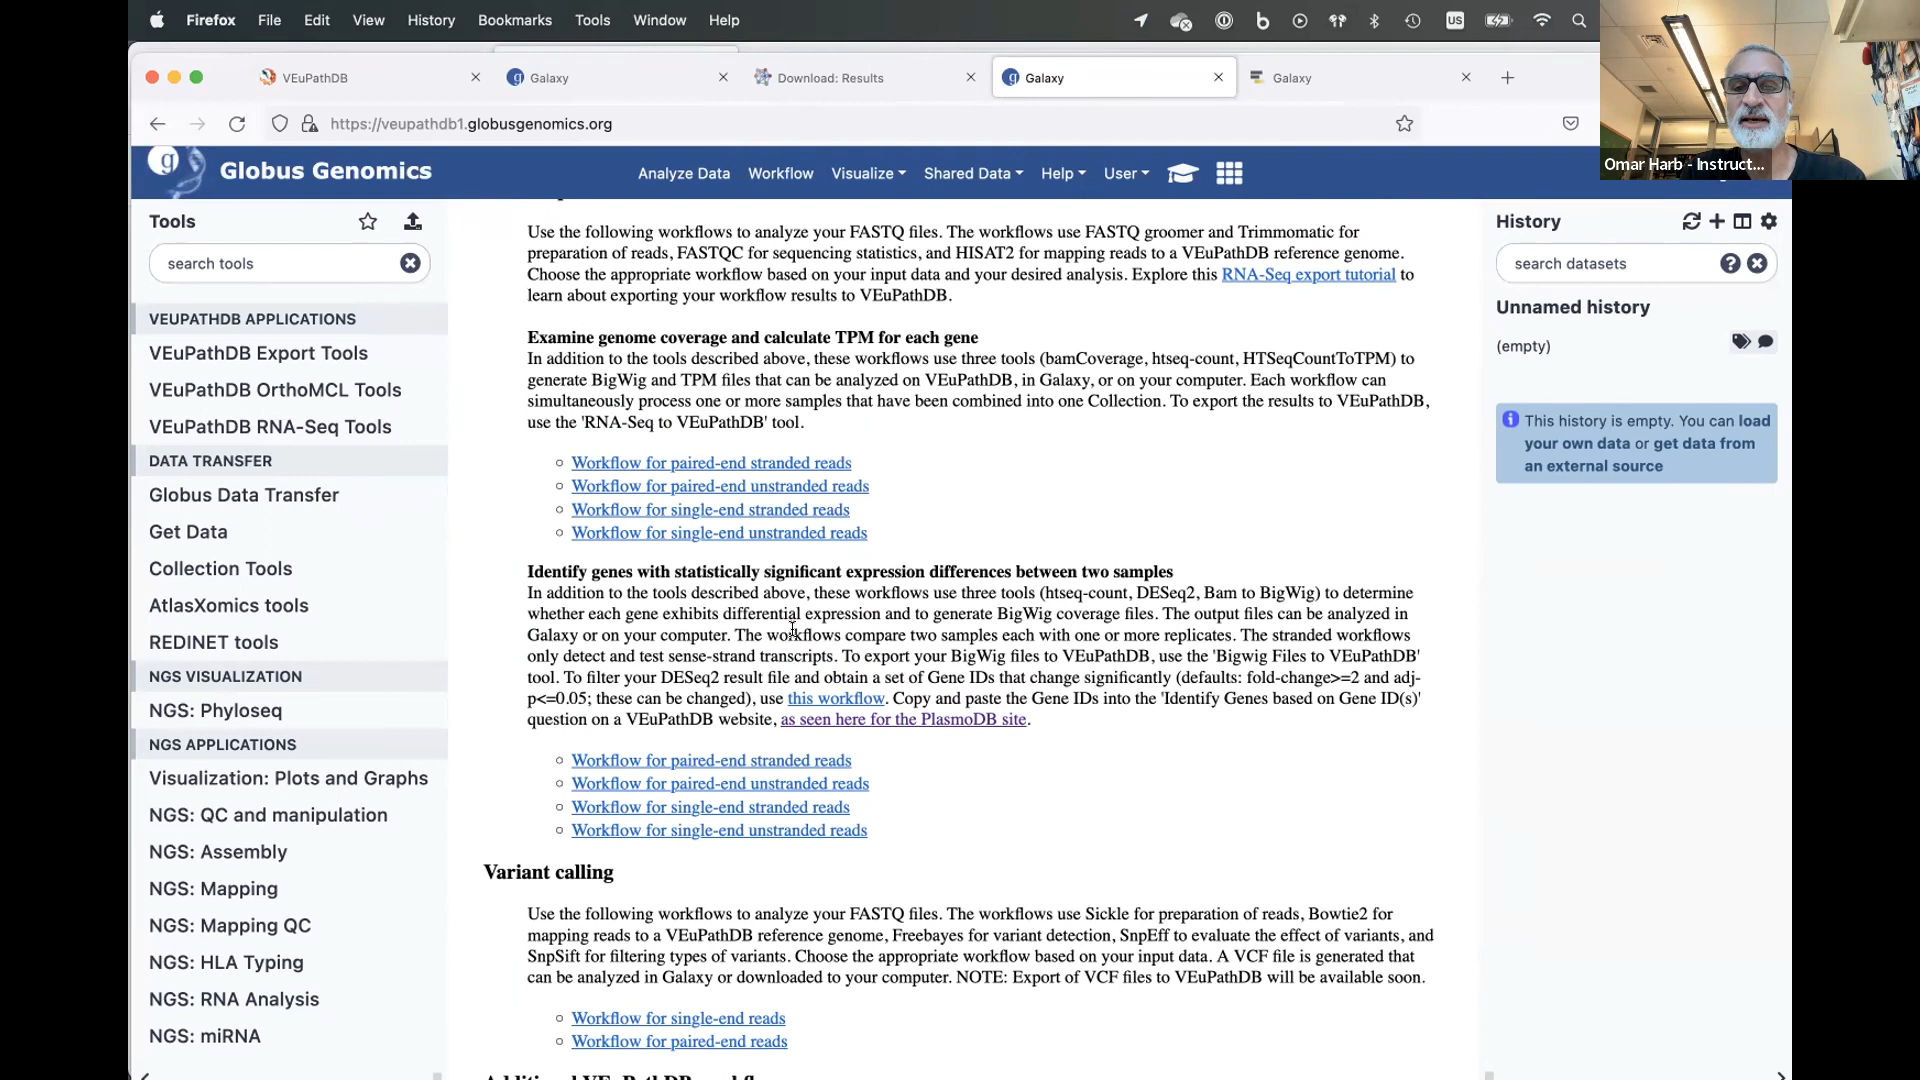 Firefox File Edit View History Bookmarks Tools Window Help
US
VEuPathDB
Galaxy
Download: Results
Galaxy
Galaxy
https://veupathdb1.globusgenomics.org
Omar Harb - Instruct...
g Globus Genomics
Analyze Data Workflow Visualize Shared Data Help User
Tools
search tools
VEUPATHDB APPLICATIONS
VEuPathDB Export Tools
VEuPathDB OrthoMCL Tools
VEuPathDB RNA-Seq Tools
DATA TRANSFER
Globus Data Transfer
Get Data
Collection Tools
AtlasXomics tools
REDINET tools
NGS VISUALIZATION
NGS: Phyloseq
NGS APPLICATIONS
Visualization: Plots and Graphs
NGS: QC and manipulation
NGS: Assembly
NGS: Mapping
NGS: Mapping QC
NGS: HLA Typing
NGS: RNA Analysis
NGS: miRNA
Use the following workflows to analyze your FASTQ files. The workflows use FASTQ groomer and Trimmomatic for
preparation of reads, FASTQC for sequencing statistics, and HISAT2 for mapping reads to a VEuPathDB reference genome.
Choose the appropriate workflow based on your input data and your desired analysis. Explore this RNA-Seq export tutorial to
learn about exporting your workflow results to VEuPathDB.
Examine genome coverage and calculate TPM for each gene
In addition to the tools described above, these workflows use three tools (bamCoverage, htseq-count, HTSeqCountToTPM) to
generate BigWig and TPM files that can be analyzed on VEuPathDB, in Galaxy, or on your computer. Each workflow can
simultaneously process one or more samples that have been combined into one Collection. To export the results to VEuPathDB,
use the 'RNA-Seq to VEuPathDB' tool.
Workflow for paired-end stranded reads
Workflow for paired-end unstranded reads
Workflow for single-end stranded reads
Workflow for single-end unstranded reads
Identify genes with statistically significant expression differences between two samples
In addition to the tools described above, these workflows use three tools (htseq-count, DESeq2, Bam to BigWig) to determine
whether each gene exhibits differential expression and to generate BigWig coverage files. The output files can be analyzed in
Galaxy or on your computer. The workflows compare two samples each with one or more replicates. The stranded workflows
only detect and test sense-strand transcripts. To export your BigWig files to VEuPathDB, use the 'Bigwig Files to VEuPathDB'
tool. To filter your DESeq2 result file and obtain a set of Gene IDs that change significantly (defaults: fold-change>=2 and adj-
p<=0.05; these can be changed), use this workflow. Copy and paste the Gene IDs into the 'Identify Genes based on Gene ID(s)'
question on a VEuPathDB website, as seen here for the PlasmoDB site.
Workflow for paired-end stranded reads
Workflow for paired-end unstranded reads
Workflow for single-end stranded reads
Workflow for single-end unstranded reads
Variant calling
Use the following workflows to analyze your FASTQ files. The workflows use Sickle for preparation of reads, Bowtie2 for
mapping reads to a VEuPathDB reference genome, Freebayes for variant detection, SnpEff to evaluate the effect of variants, and
SnpSift for filtering types of variants. Choose the appropriate workflow based on your input data. A VCF file is generated that
can be analyzed in Galaxy or downloaded to your computer. NOTE: Export of VCF files to VEuPathDB will be available soon.
Workflow for single-end reads
Workflow for paired-end reads
History
search datasets
Unnamed history
(empty)
This history is empty. You can load
your own data or get data from
an external source